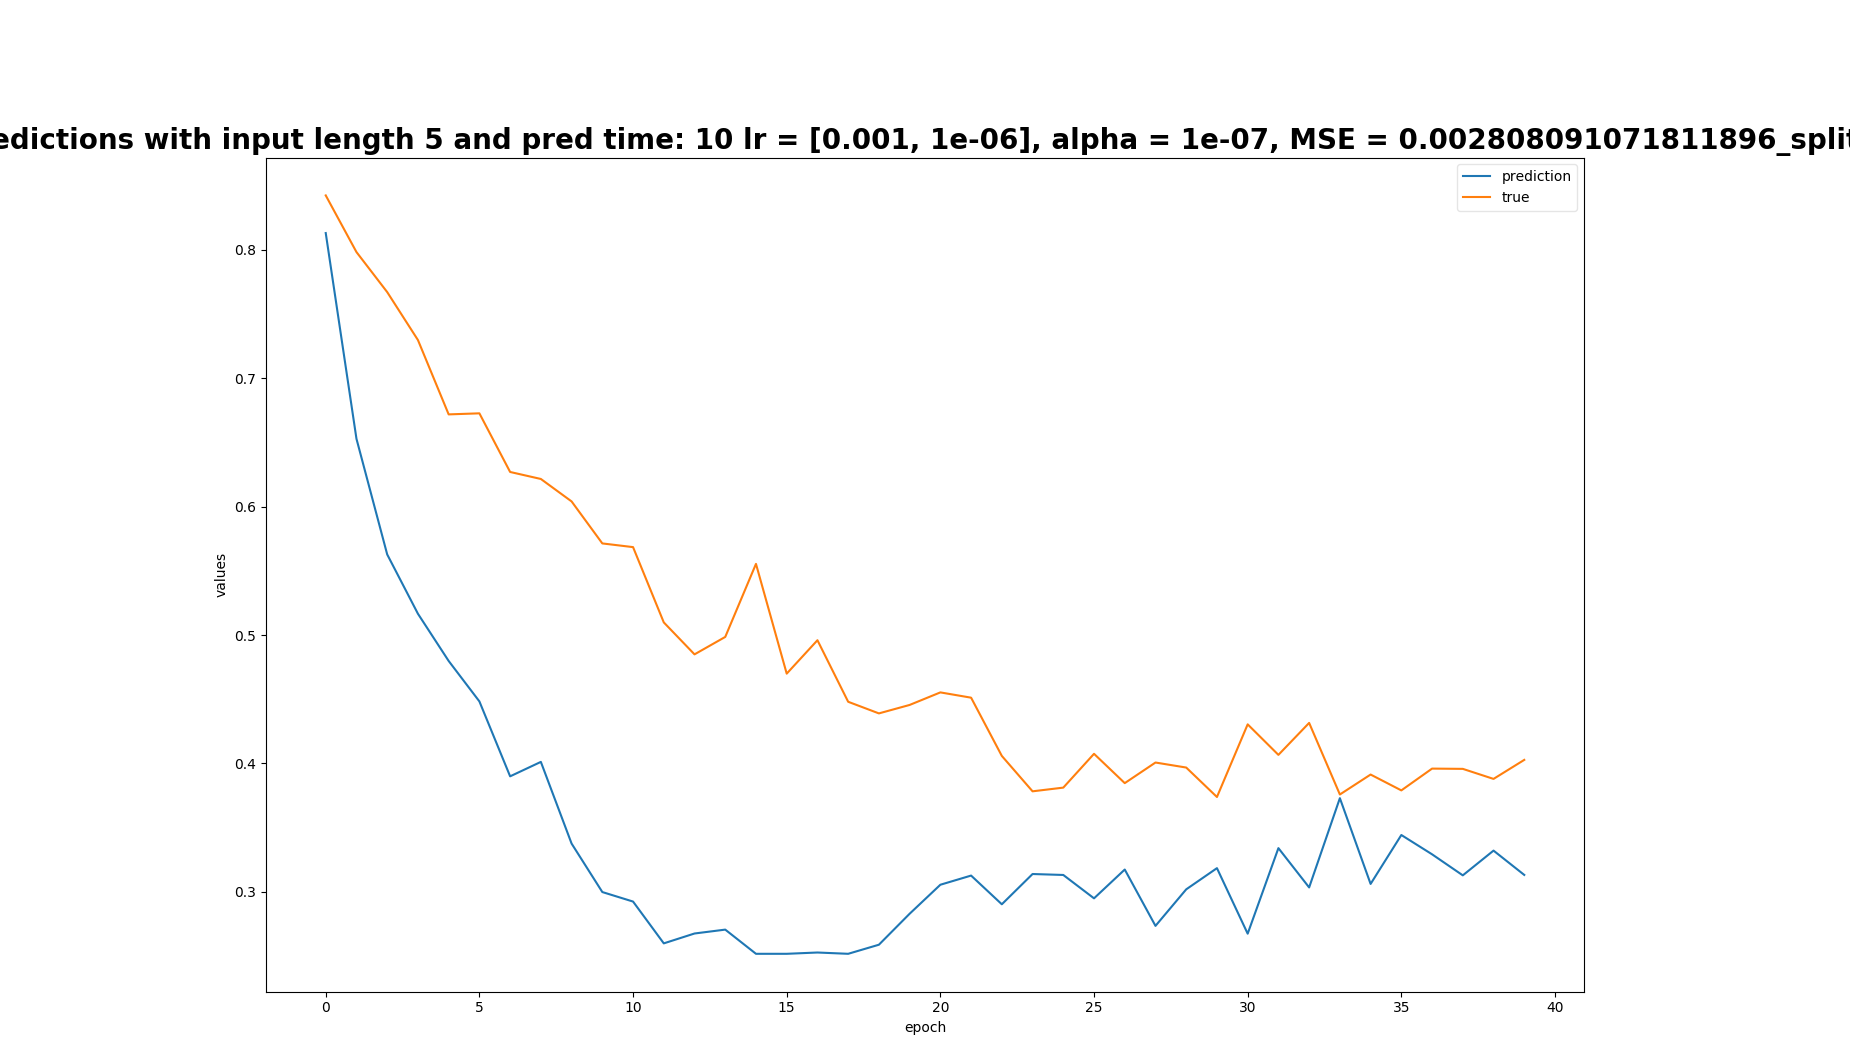 edictions with input length 5 and pred time: 10 lr = [0.001, 1e-06], alpha = 1e-07, MSE = 0.002808091071811896_split
prediction
true
0.8
0.7
0.6
0.5
0.4
0.3
values
0 5 10 15 20 25 30 35 40
epoch